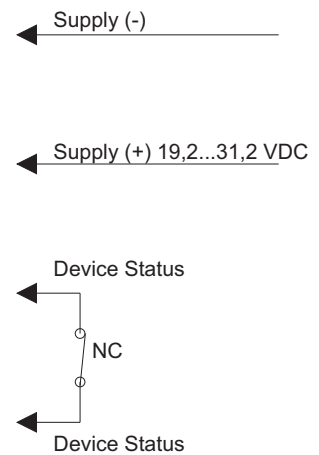 Supply (-)
Supply (+) 19,2...31,2 VDC
Device Status
NC
Device Status